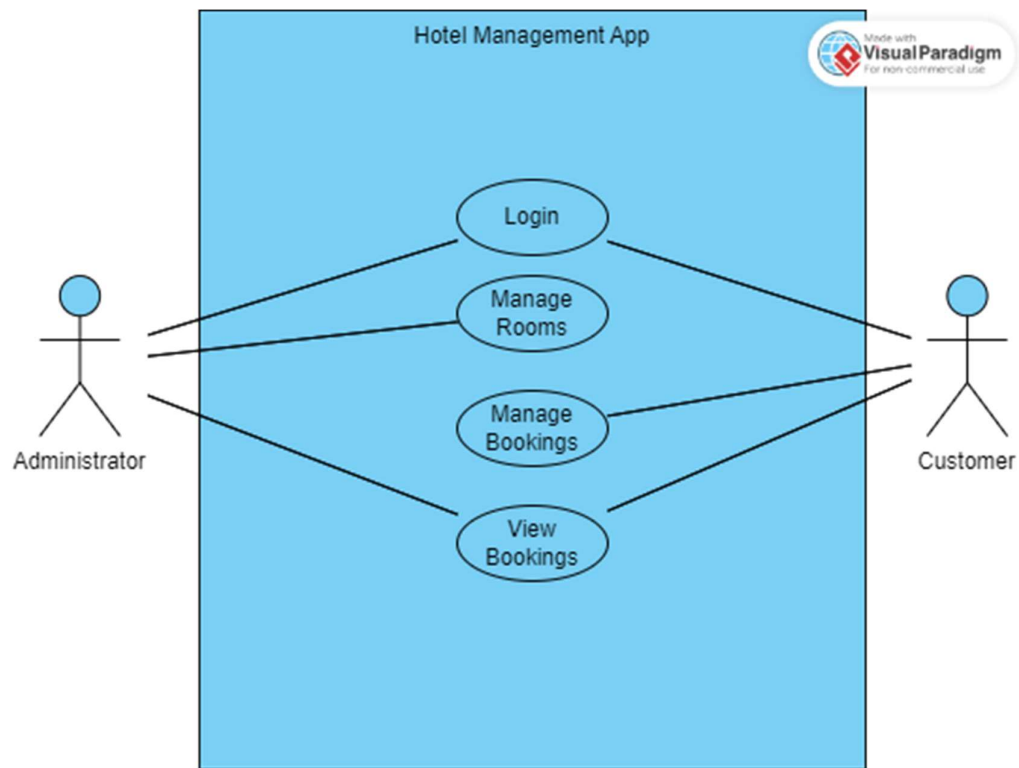 Hotel Management App
Made with
Visual Paradigm
For non-commercial use
Login
Manage
Rooms
Manage
Bookings
Administrator
Customer
View
Bookings